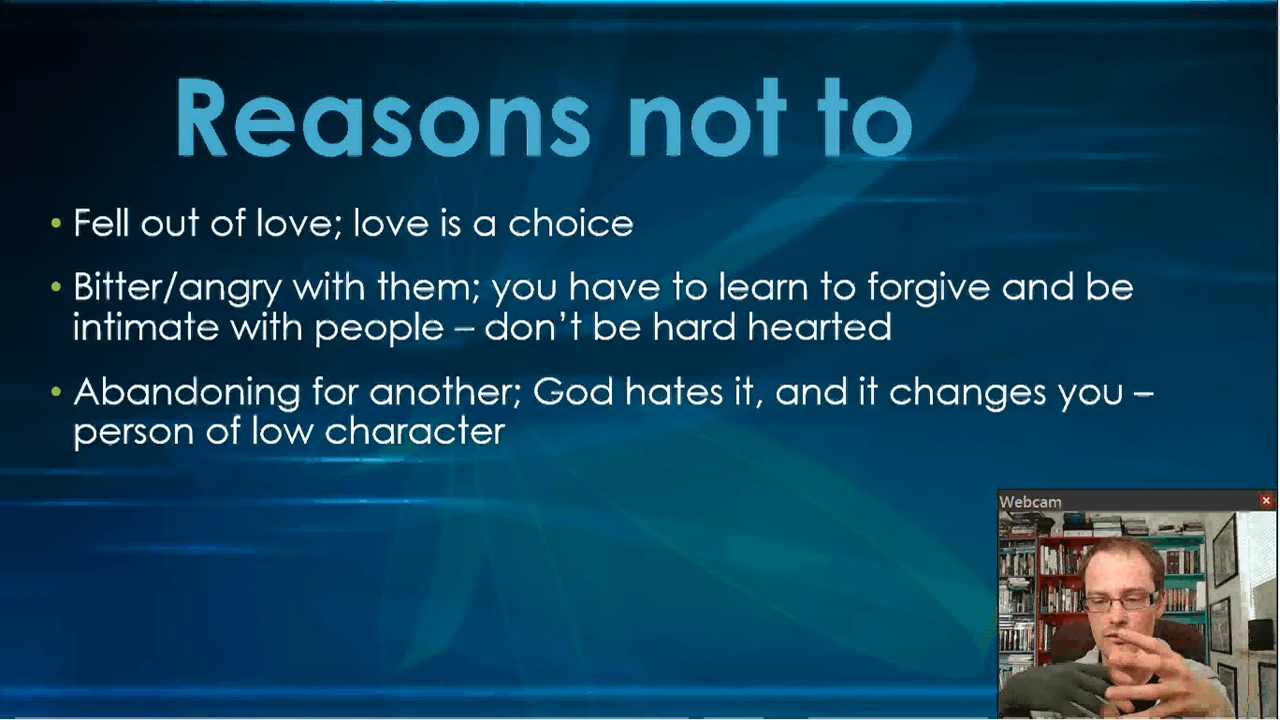 Reasons not to
• Fell out of love; love is a choice
• Bitter/angry with them; you have to learn to forgive and be
intimate with people – don’t be hard hearted
• Abandoning for another; God hates it, and it changes you –
person of low character
Webcam